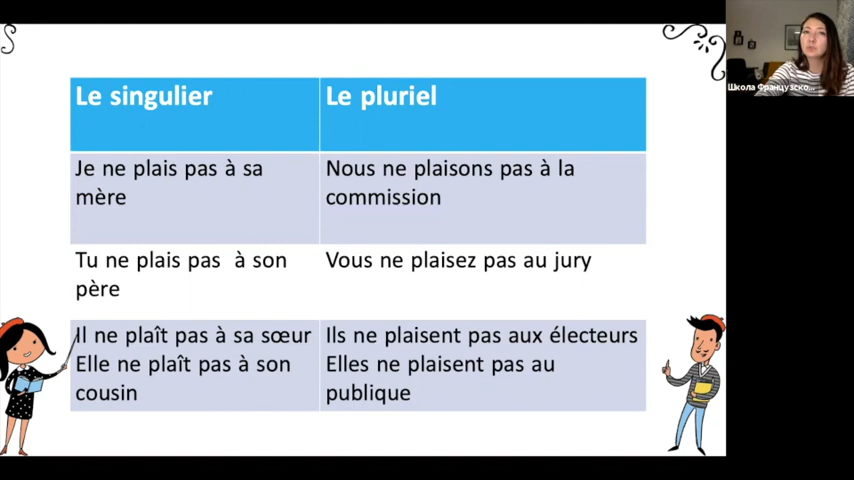 Le singulier
Le pluriel
Je ne plais pas à sa
mère
Nous ne plaisons pas à la
commission
Tu ne plais pas à son
père
Vous ne plaisez pas au jury
Il ne plaît pas à sa sœur
Elle ne plaît pas à son
cousin
Ils ne plaisent pas aux électeurs
Elles ne plaisent pas au
publique
Школа Французско...